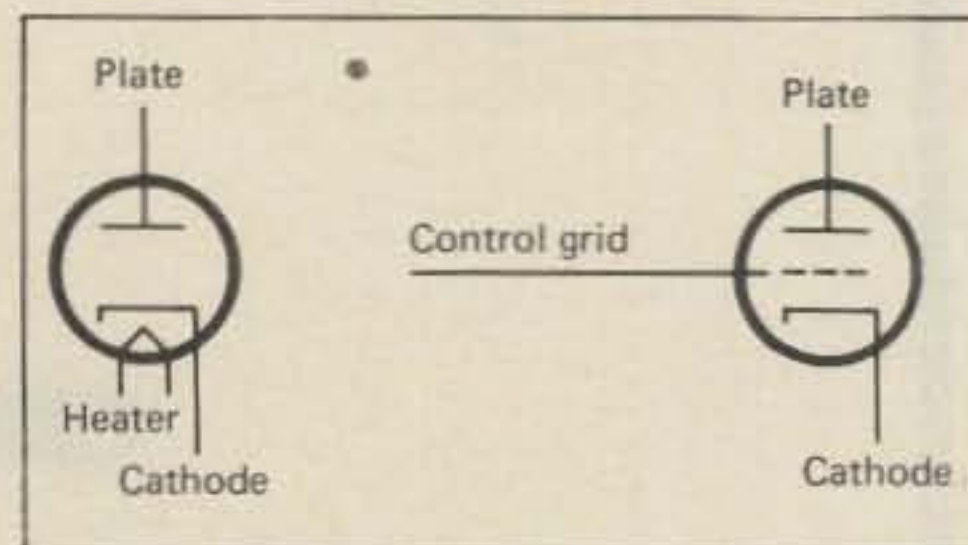 Plate
Plate
Control grid
Heater
Cathode
Cathode